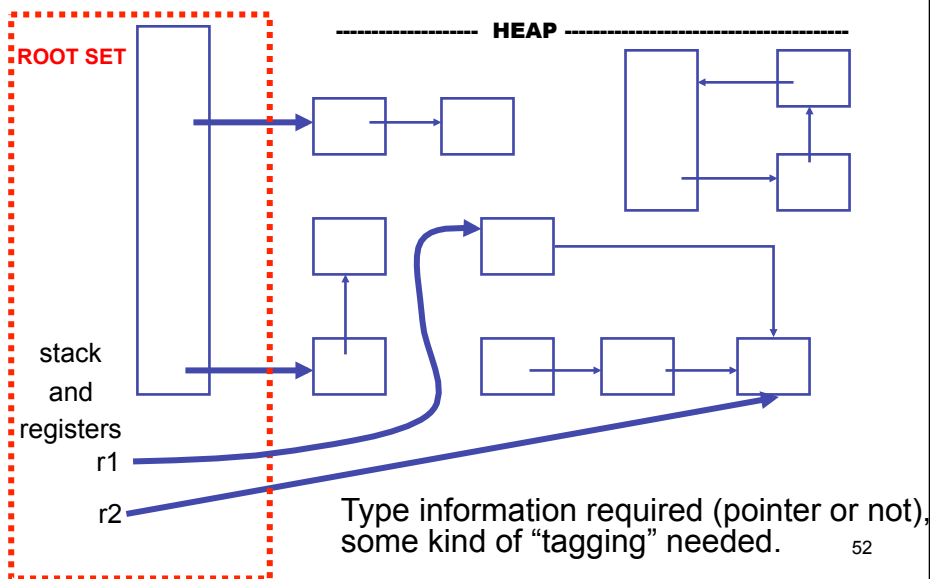 -------------------- HEAP ----------------------------------------
ROOT SET
stack
and
registers
r1
r2
Type information required (pointer or not),
some kind of “tagging” needed.
52